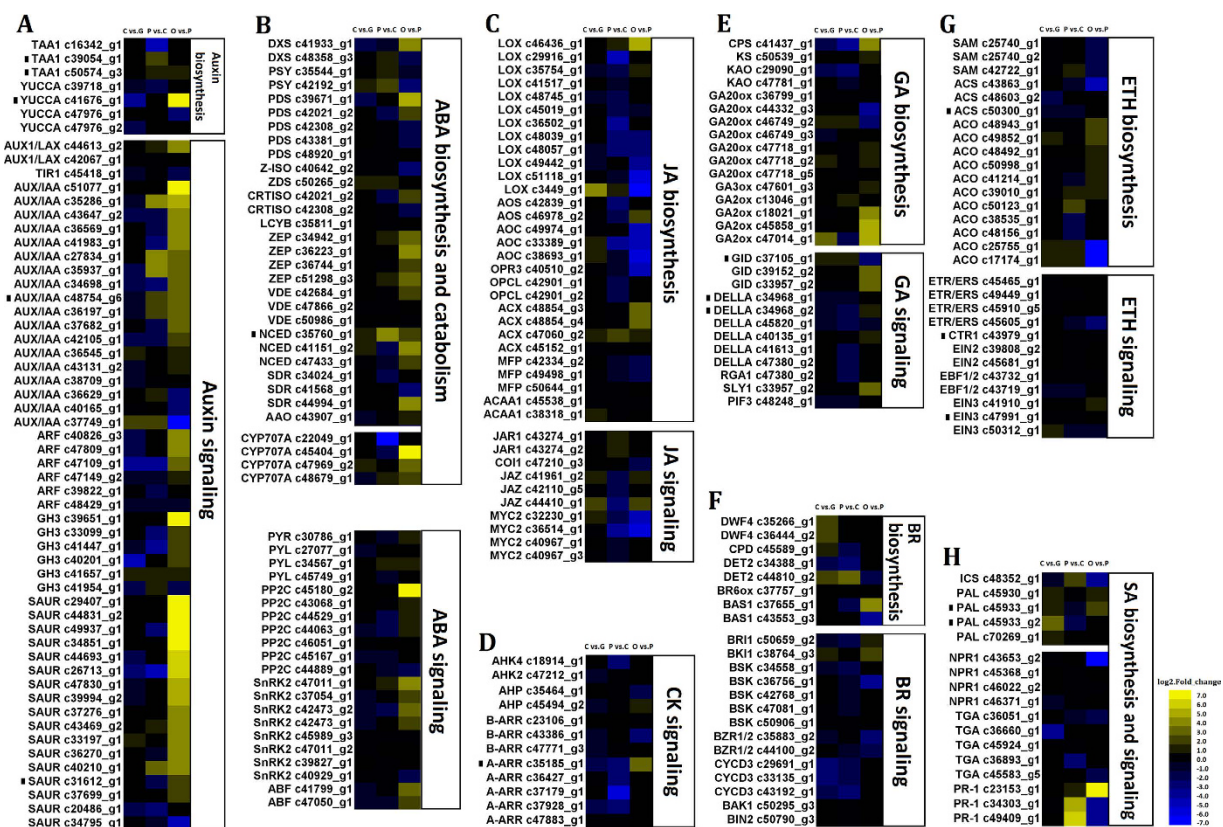 A
C vs.G P vs.C O vs.P
TAA1 c16342_g1
TAA1 c39054_g1
TAA1 c50574_g3
YUCCA c39718_g1
YUCCA c41676_g1
YUCCA c47976_g1
YUCCA c47976_g2
Auxin biosynthesis
AUX1/LAX c44613_g2
AUX1/LAX c42067_g1
TIR1 c45418_g1
AUX/IAA c51077_g1
AUX/IAA c35286_g1
AUX/IAA c43647_g2
AUX/IAA c36569_g1
AUX/IAA c41983_g1
AUX/IAA c27834_g1
AUX/IAA c35937_g1
AUX/IAA c34698_g1
AUX/IAA c48754_g6
AUX/IAA c36197_g1
AUX/IAA c37682_g1
AUX/IAA c42105_g1
AUX/IAA c36545_g1
AUX/IAA c43131_g2
AUX/IAA c38709_g1
AUX/IAA c36629_g1
AUX/IAA c40165_g1
AUX/IAA c37749_g1
ARF c40826_g3
ARF c47809_g1
ARF c47109_g1
ARF c47149_g2
ARF c39822_g1
ARF c48429_g1
GH3 c39651_g1
GH3 c33099_g1
GH3 c41447_g1
GH3 c40201_g1
GH3 c41657_g1
GH3 c41954_g1
SAUR c29407_g1
SAUR c44831_g2
SAUR c49937_g1
SAUR c34851_g1
SAUR c44693_g1
SAUR c26713_g1
SAUR c47830_g1
SAUR c39994_g2
SAUR c37276_g1
SAUR c43469_g2
SAUR c33197_g1
SAUR c36270_g1
SAUR c40210_g1
SAUR c31612_g1
SAUR c37699_g1
SAUR c20486_g1
SAUR c34795_g1
Auxin signaling
B
C vs.G P vs.C O vs.P
DXS c41933_g1
DXS c48358_g3
PSY c35544_g1
PSY c42192_g1
PDS c39671_g1
PDS c42021_g2
PDS c42308_g2
PDS c43381_g1
PDS c48920_g1
Z-ISO c40642_g2
ZDS c50265_g2
CRTISO c42021_g2
CRTISO c42308_g2
LCYB c35811_g1
ZEP c34942_g1
ZEP c36223_g1
ZEP c36744_g1
ZEP c51298_g3
VDE c42684_g1
VDE c47866_g2
VDE c50986_g1
NCED c35760_g1
NCED c41151_g2
NCED c47433_g1
SDR c34024_g1
SDR c41568_g1
SDR c44994_g1
AAO c43907_g1
CYP707A c22049_g1
CYP707A c45404_g1
CYP707A c47969_g2
CYP707A c48679_g1
ABA biosynthesis and catabolism
PYR c30786_g1
PYL c27077_g1
PYL c34567_g1
PYL c45749_g1
PP2C c45180_g2
PP2C c43068_g1
PP2C c44529_g1
PP2C c44063_g1
PP2C c46051_g1
PP2C c45167_g1
PP2C c44889_g1
SnRK2 c47011_g1
SnRK2 c37054_g1
SnRK2 c42473_g2
SnRK2 c42473_g1
SnRK2 c45989_g3
SnRK2 c47011_g2
SnRK2 c39827_g1
SnRK2 c40929_g1
ABF c41799_g1
ABF c47050_g1
ABA signaling
C
C vs.G P vs.C O vs.P
LOX c46436_g1
LOX c29916_g1
LOX c35754_g1
LOX c41517_g1
LOX c48745_g1
LOX c45019_g1
LOX c36502_g1
LOX c48039_g1
LOX c48057_g1
LOX c49442_g1
LOX c51118_g1
LOX c3449_g1
AOS c42839_g1
AOS c46978_g2
AOC c49974_g1
AOC c33389_g1
AOC c38693_g1
OPR3 c40510_g2
OPCL c42901_g1
OPCL c42901_g2
ACX c48854_g3
ACX c48854_g4
ACX c47060_g2
ACX c45152_g1
MFP c42334_g2
MFP c49498_g1
MFP c50644_g1
ACAA1 c45538_g1
ACAA1 c38318_g1
JA biosynthesis
JAR1 c43274_g1
JAR1 c43274_g2
COI1 c47210_g3
JAZ c41961_g2
JAZ c42110_g5
JAZ c44410_g1
MYC2 c32230_g1
MYC2 c36514_g1
MYC2 c40967_g1
MYC2 c40967_g3
JA signaling
D
C vs.G P vs.C O vs.P
AHK4 c18914_g1
AHK2 c47212_g1
AHP c35464_g1
AHP c45494_g2
B-ARR c23106_g1
B-ARR c43386_g1
B-ARR c47771_g3
A-ARR c35185_g1
A-ARR c36427_g1
A-ARR c37179_g1
A-ARR c37928_g1
A-ARR c47883_g1
CK signaling
E
C vs.G P vs.C O vs.P
CPS c41437_g1
KS c50539_g1
KAO c29090_g1
KAO c47781_g1
GA20ox c36799_g1
GA20ox c44332_g3
GA20ox c46749_g2
GA20ox c46749_g3
GA20ox c47718_g1
GA20ox c47718_g2
GA20ox c47718_g5
GA3ox c47601_g3
GA2ox c13046_g1
GA2ox c18021_g1
GA2ox c45858_g1
GA2ox c47014_g1
GA biosynthesis
GID c37105_g1
GID c39152_g2
GID c33957_g2
DELLA c34968_g1
DELLA c34968_g2
DELLA c45820_g1
DELLA c40135_g1
DELLA c41613_g1
DELLA c47380_g2
RGA1 c47380_g2
SLY1 c33957_g2
PIF3 c48248_g1
GA signaling
F
C vs.G P vs.C O vs.P
DWF4 c35266_g1
DWF4 c36444_g2
CPD c45589_g1
DET2 c34388_g1
DET2 c44810_g2
BR6ox c37757_g1
BAS1 c37655_g1
BAS1 c43553_g3
BR biosynthesis
BRI1 c50659_g2
BKI1 c38764_g3
BSK c34558_g1
BSK c36756_g1
BSK c42768_g1
BSK c47081_g1
BSK c50906_g1
BZR1/2 c35883_g2
BZR1/2 c44100_g2
CYCD3 c29691_g1
CYCD3 c33135_g1
CYCD3 c43192_g1
BAK1 c50295_g3
BIN2 c50790_g3
BR signaling
G
C vs.G P vs.C O vs.P
SAM c25740_g1
SAM c25740_g2
SAM c42722_g1
ACS c43863_g1
ACS c48603_g2
ACS c50300_g1
ACO c48943_g1
ACO c49852_g1
ACO c48492_g1
ACO c50998_g1
ACO c41214_g1
ACO c39010_g1
ACO c50123_g1
ACO c38535_g1
ACO c48156_g1
ACO c25755_g1
ACO c17174_g1
ETH biosynthesis
ETR/ERS c45465_g1
ETR/ERS c49449_g1
ETR/ERS c45910_g5
ETR/ERS c45605_g1
CTR1 c43979_g1
EIN2 c39808_g2
EIN2 c45681_g1
EBF1/2 c43732_g1
EBF1/2 c43719_g1
EIN3 c41910_g1
EIN3 c47991_g1
EIN3 c50312_g1
ETH signaling
H
C vs.G P vs.C O vs.P
ICS c48352_g1
PAL c45930_g1
PAL c45933_g1
PAL c45933_g2
PAL c70269_g1
NPR1 c43653_g2
NPR1 c45368_g1
NPR1 c46022_g2
NPR1 c46371_g1
TGA c36051_g1
TGA c36660_g1
TGA c45924_g1
TGA c36893_g1
TGA c45583_g5
PR-1 c23153_g1
PR-1 c34303_g1
PR-1 c49409_g1
SA biosynthesis and signaling
log2.Fold_change
7.0
6.0
5.0
4.0
3.0
2.0
1.0
0.0
-1.0
-2.0
-3.0
-4.0
-5.0
-6.0
-7.0